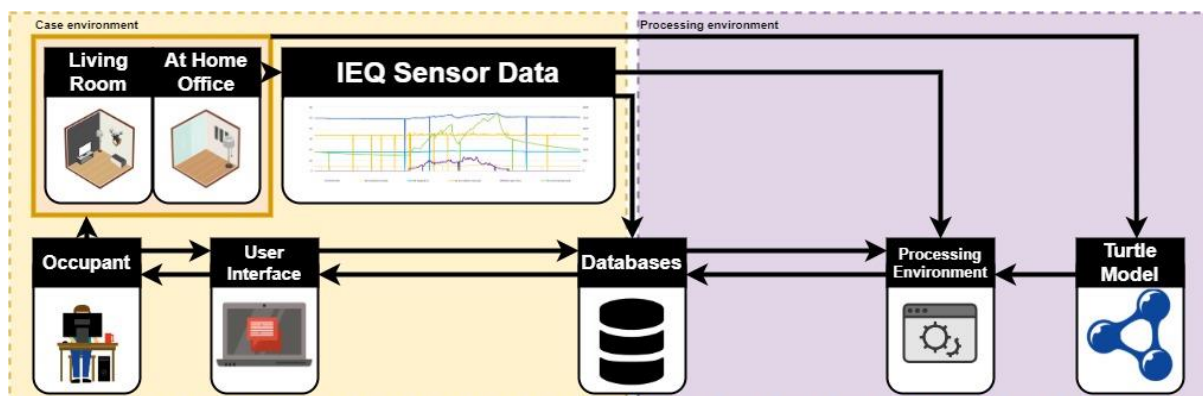 Case environment
Processing environment
Living
Room
At Home
Office
IEQ Sensor Data
Occupant
User
Interface
Databases
Processing
Environment
Turtle
Model